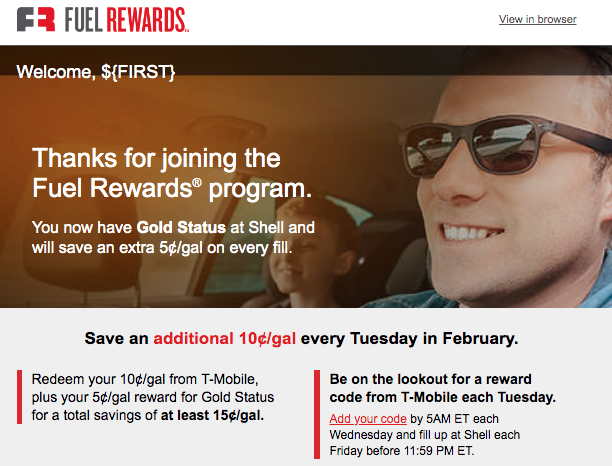 FUEL REWARDS
View in browser
Welcome, ${FIRST}
Thanks for joining the
Fuel Rewards® program.
You now have Gold Status at Shell and
will save an extra 5¢/gal on every fill.
Save an additional 10¢/gal every Tuesday in February.
Redeem your 10¢/gal from T-Mobile,
plus your 5¢/gal reward for Gold Status
for a total savings of at least 15¢/gal.
Be on the lookout for a reward
code from T-Mobile each Tuesday.
Add your code by 5AM ET each
Wednesday and fill up at Shell each
Friday before 11:59 PM ET.